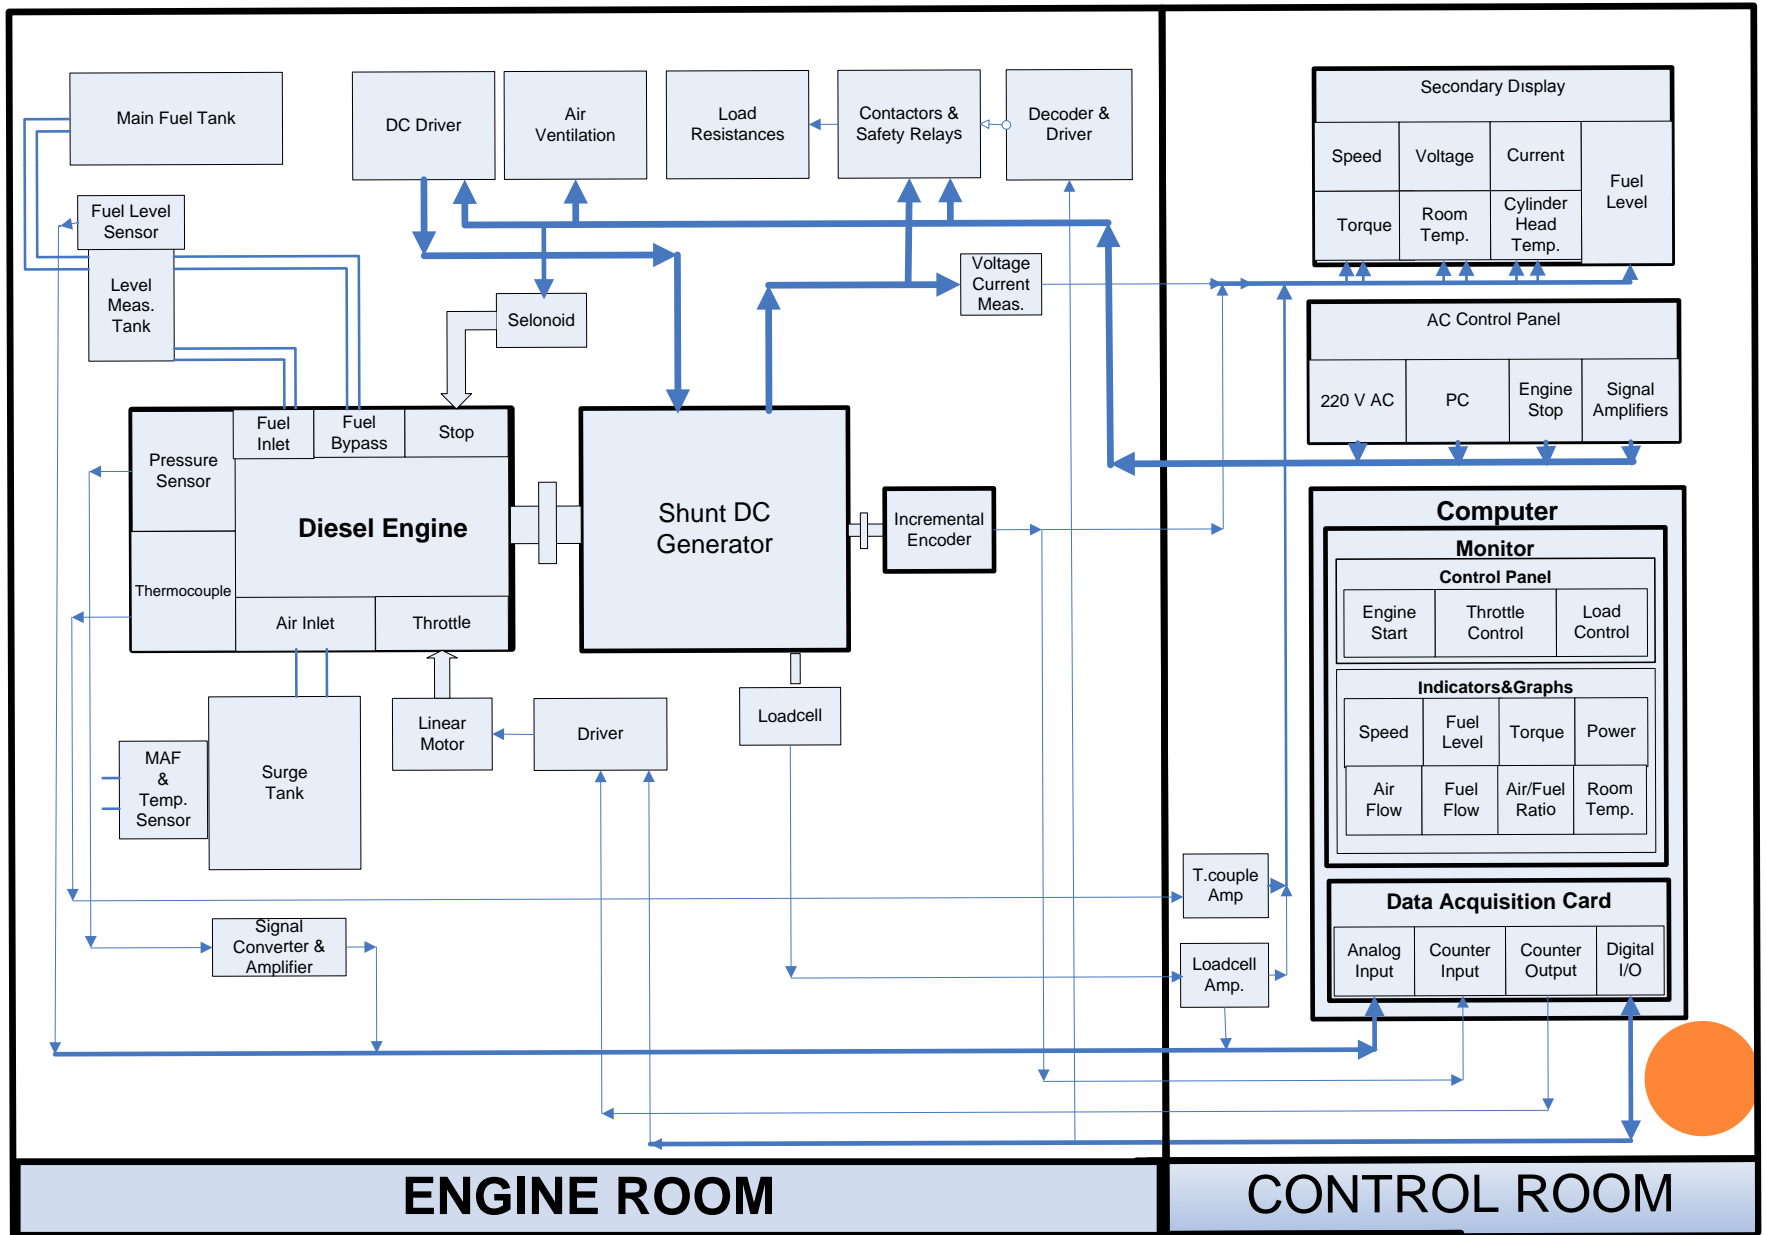 Main Fuel Tank
DC Driver
Air
Ventilation
Load
Resistances
Contactors &
Safety Relays
Decoder &
Driver
Fuel Level
Sensor
Level
Meas.
Tank
Selonoid
Voltage
Current
Meas.
Pressure
Sensor
Fuel
Inlet
Fuel
Bypass
Stop
Diesel Engine
Thermocouple
Air Inlet
Throttle
Shunt DC
Generator
Incremental
Encoder
MAF
&
Temp.
Sensor
Surge
Tank
Linear
Motor
Driver
Loadcell
Signal
Converter &
Amplifier
T.couple
Amp
Loadcell
Amp.
Secondary Display
Speed
Voltage
Current
Fuel
Level
Torque
Room
Temp.
Cylinder
Head
Temp.
AC Control Panel
220 V AC
PC
Engine
Stop
Signal
Amplifiers
Computer
Monitor
Control Panel
Engine
Start
Throttle
Control
Load
Control
Indicators&Graphs
Speed
Fuel
Level
Torque
Power
Air
Flow
Fuel
Flow
Air/Fuel
Ratio
Room
Temp.
Data Acquisition Card
Analog
Input
Counter
Input
Counter
Output
Digital
I/O
ENGINE ROOM
CONTROL ROOM